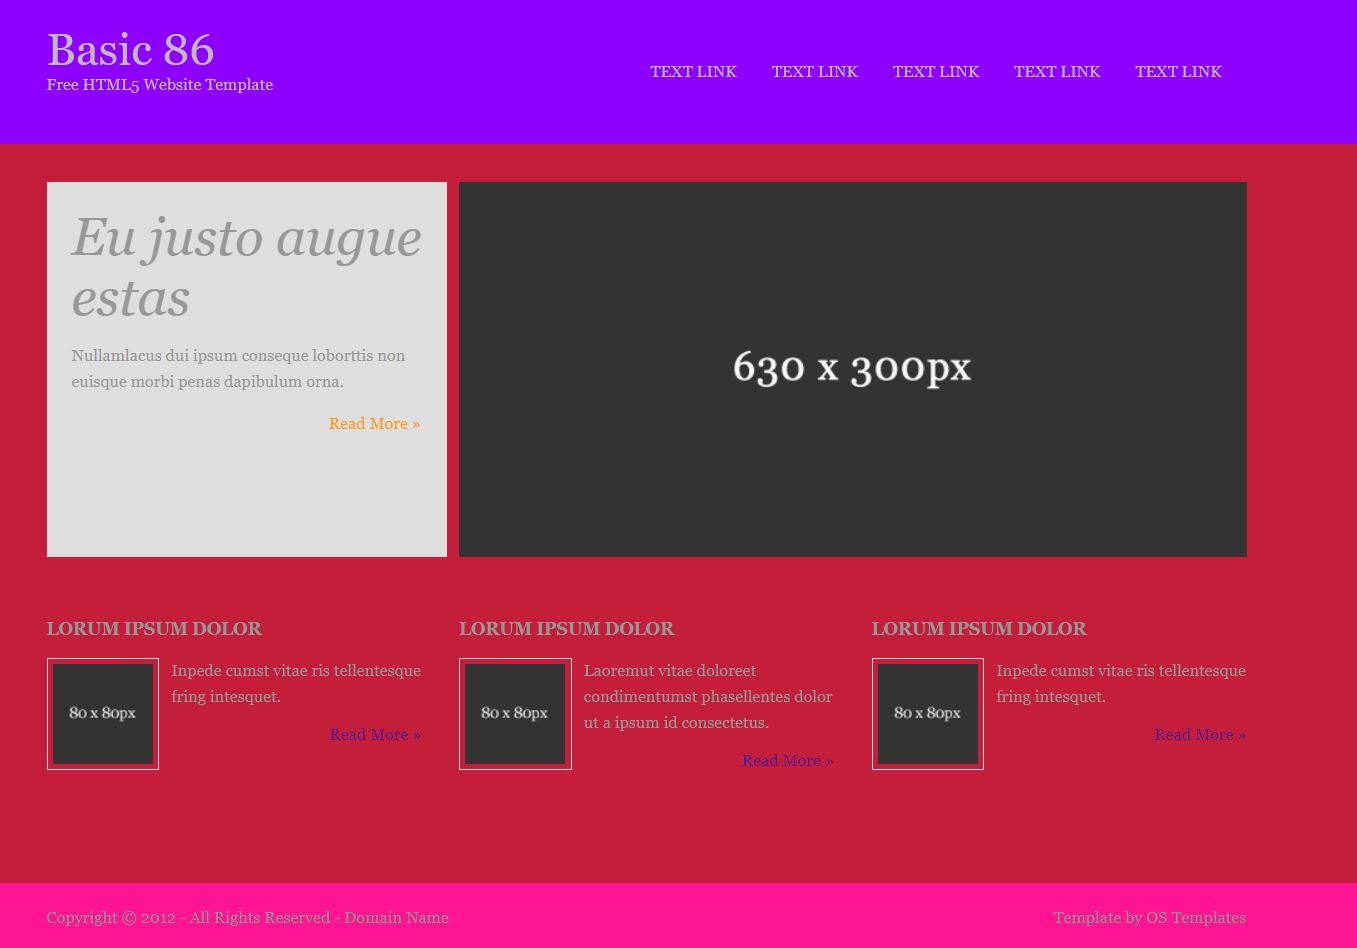 Basic 86
Free HTML5 Website Template
TEXT LINK TEXT LINK TEXT LINK TEXT LINK TEXT LINK
Eu justo augue
estas
Nullamlacus dui ipsum conseque loborttis non
euisque morbi penas dapibulum orna.
Read More »
630 x 300px
LORUM IPSUM DOLOR
80 x 80px
Inpede cumst vitae ris tellentesque
fring intesquet.
Read More »
LORUM IPSUM DOLOR
80 x 80px
Laoremut vitae doloreet
condimentumst phasellentes dolor
ut a ipsum id consectetus.
Read More »
LORUM IPSUM DOLOR
80 x 80px
Inpede cumst vitae ris tellentesque
fring intesquet.
Read More »
Copyright © 2012 - All Rights Reserved - Domain Name
Template by OS Templates